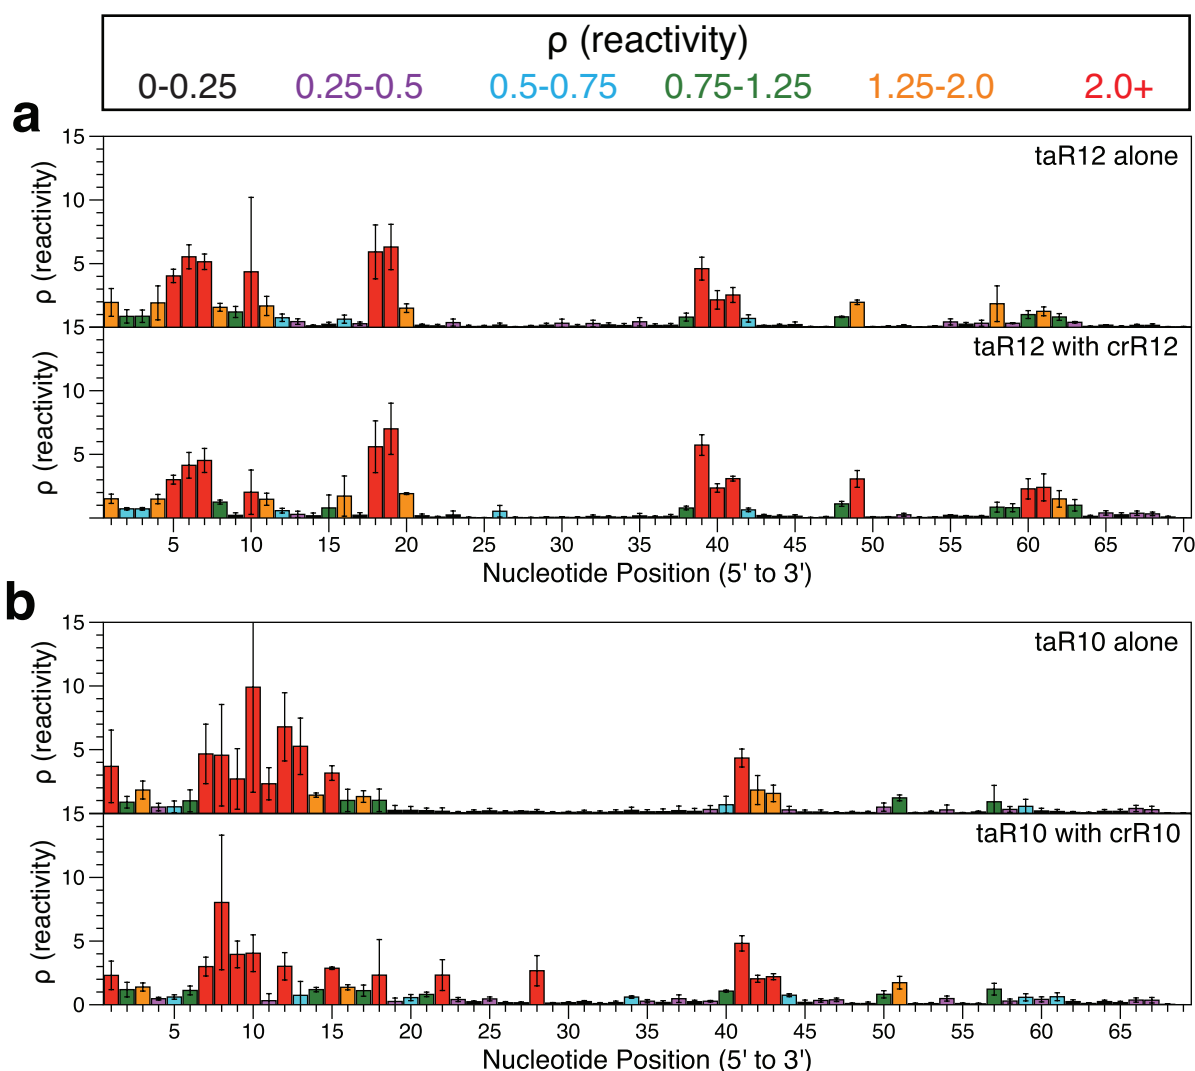 ρ (reactivity)
0-0.25 0.25-0.5 0.5-0.75 0.75-1.25 1.25-2.0 2.0+
a
15
taR12 alone
10
ρ (reactivity)
5
15
taR12 with crR12
10
ρ (reactivity)
5
5 10 15 20 25 30 35 40 45 50 55 60 65 70
Nucleotide Position (5' to 3')
b
15
taR10 alone
10
ρ (reactivity)
5
15
taR10 with crR10
10
ρ (reactivity)
5
0
5 10 15 20 25 30 35 40 45 50 55 60 65
Nucleotide Position (5' to 3')